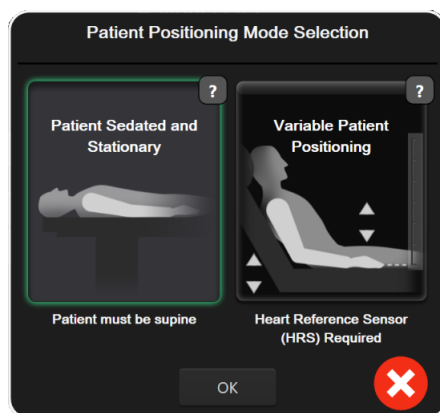 Patient Positioning Mode Selection
?
?
Patient Sedated and
Stationary
Variable Patient
Positioning
Patient must be supine
Heart Reference Sensor
(HRS) Required
OK